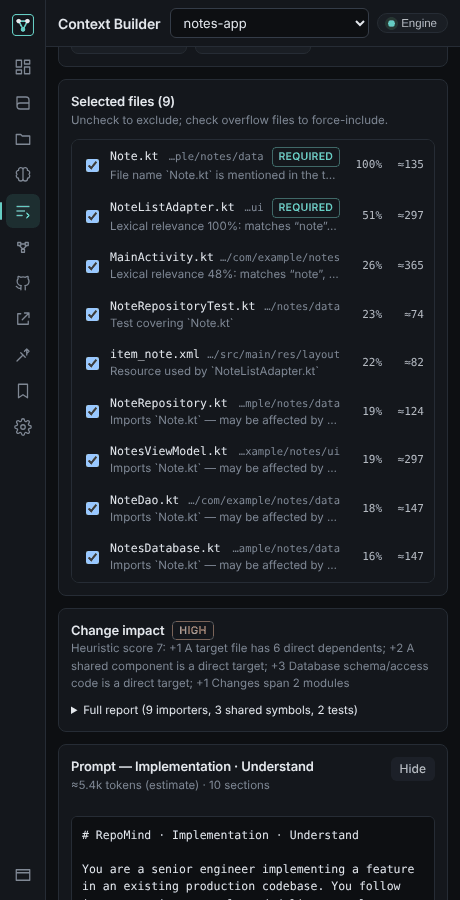 Context Builder
notes-app
Engine
Selected files (9)
Uncheck to exclude; check overflow files to force-include.
Note.kt …ple/notes/data REQUIRED 100% ≈135
File name `Note.kt` is mentioned in the t…
NoteListAdapter.kt …ui REQUIRED 51% ≈297
Lexical relevance 100%: matches “note”…
MainActivity.kt …/com/example/notes 26% ≈365
Lexical relevance 48%: matches “note”, …
NoteRepositoryTest.kt …/notes/data 23% ≈74
Test covering `Note.kt`
item_note.xml …/src/main/res/layout 22% ≈82
Resource used by `NoteListAdapter.kt`
NoteRepository.kt …mple/notes/data 19% ≈124
Imports `Note.kt` — may be affected by …
NotesViewModel.kt …xample/notes/ui 19% ≈297
Imports `Note.kt` — may be affected by …
NoteDao.kt …/com/example/notes/data 18% ≈147
Imports `Note.kt` — may be affected by …
NotesDatabase.kt …ample/notes/data 16% ≈147
Imports `Note.kt` — may be affected by …
Change impact HIGH
Heuristic score 7: +1 A target file has 6 direct dependents; +2 A
shared component is a direct target; +3 Database schema/access
code is a direct target; +1 Changes span 2 modules
Full report (9 importers, 3 shared symbols, 2 tests)
Prompt — Implementation · Understand
Hide
≈5.4k tokens (estimate) · 10 sections
# RepoMind · Implementation · Understand
You are a senior engineer implementing a feature
in an existing production codebase. You follow